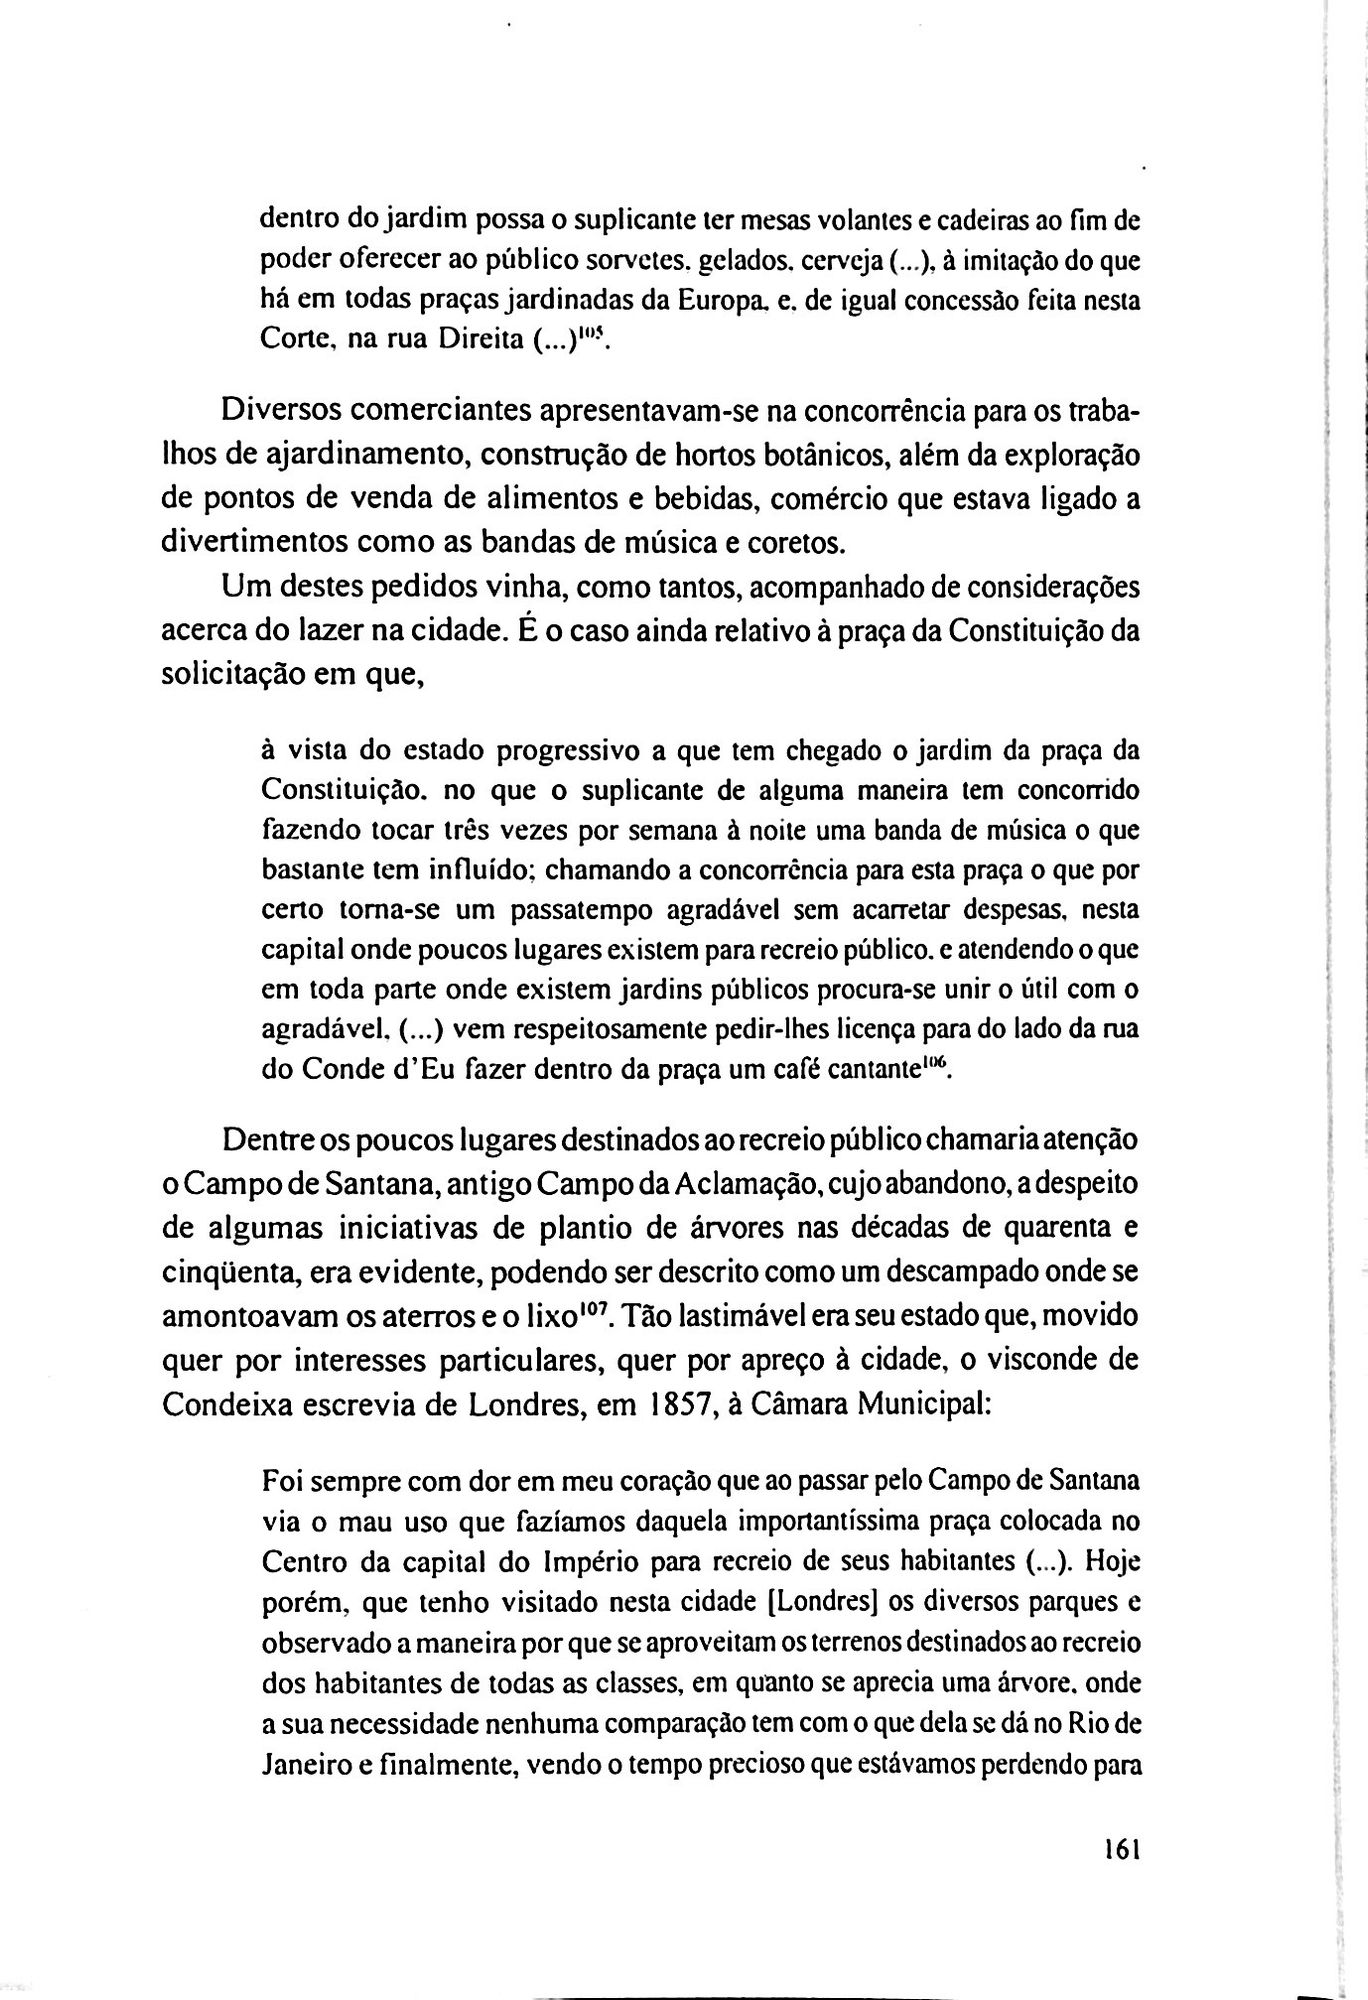 dentro do jardim possa o suplicante ter mesas volantes e cadeiras ao fim de
poder oferecer ao público sorvetes, gelados, cerveja (...), à imitação do que
há em todas praças jardinadas da Europa, e, de igual concessão feita nesta
Corte, na rua Direita (...)¹⁰⁵.
Diversos comerciantes apresentavam-se na concorrência para os traba-
lhos de ajardinamento, construção de hortos botânicos, além da exploração
de pontos de venda de alimentos e bebidas, comércio que estava ligado a
divertimentos como as bandas de música e coretos.
Um destes pedidos vinha, como tantos, acompanhado de considerações
acerca do lazer na cidade. É o caso ainda relativo à praça da Constituição da
solicitação em que,
à vista do estado progressivo a que tem chegado o jardim da praça da
Constituição, no que o suplicante de alguma maneira tem concorrido
fazendo tocar três vezes por semana à noite uma banda de música o que
bastante tem influído; chamando a concorrência para esta praça o que por
certo torna-se um passatempo agradável sem acarretar despesas, nesta
capital onde poucos lugares existem para recreio público, e atendendo o que
em toda parte onde existem jardins públicos procura-se unir o útil com o
agradável, (...) vem respeitosamente pedir-lhes licença para do lado da rua
do Conde d'Eu fazer dentro da praça um café cantante¹⁰⁶.
Dentre os poucos lugares destinados ao recreio público chamaria atenção
o Campo de Santana, antigo Campo da Aclamação, cujo abandono, a despeito
de algumas iniciativas de plantio de árvores nas décadas de quarenta e
cinqüenta, era evidente, podendo ser descrito como um descampado onde se
amontoavam os aterros e o lixo¹⁰⁷. Tão lastimável era seu estado que, movido
quer por interesses particulares, quer por apreço à cidade, o visconde de
Condeixa escrevia de Londres, em 1857, à Câmara Municipal:
Foi sempre com dor em meu coração que ao passar pelo Campo de Santana
via o mau uso que fazíamos daquela importantíssima praça colocada no
Centro da capital do Império para recreio de seus habitantes (...). Hoje
porém, que tenho visitado nesta cidade [Londres] os diversos parques e
observado a maneira por que se aproveitam os terrenos destinados ao recreio
dos habitantes de todas as classes, em quanto se aprecia uma árvore, onde
a sua necessidade nenhuma comparação tem com o que dela se dá no Rio de
Janeiro e finalmente, vendo o tempo precioso que estávamos perdendo para
161